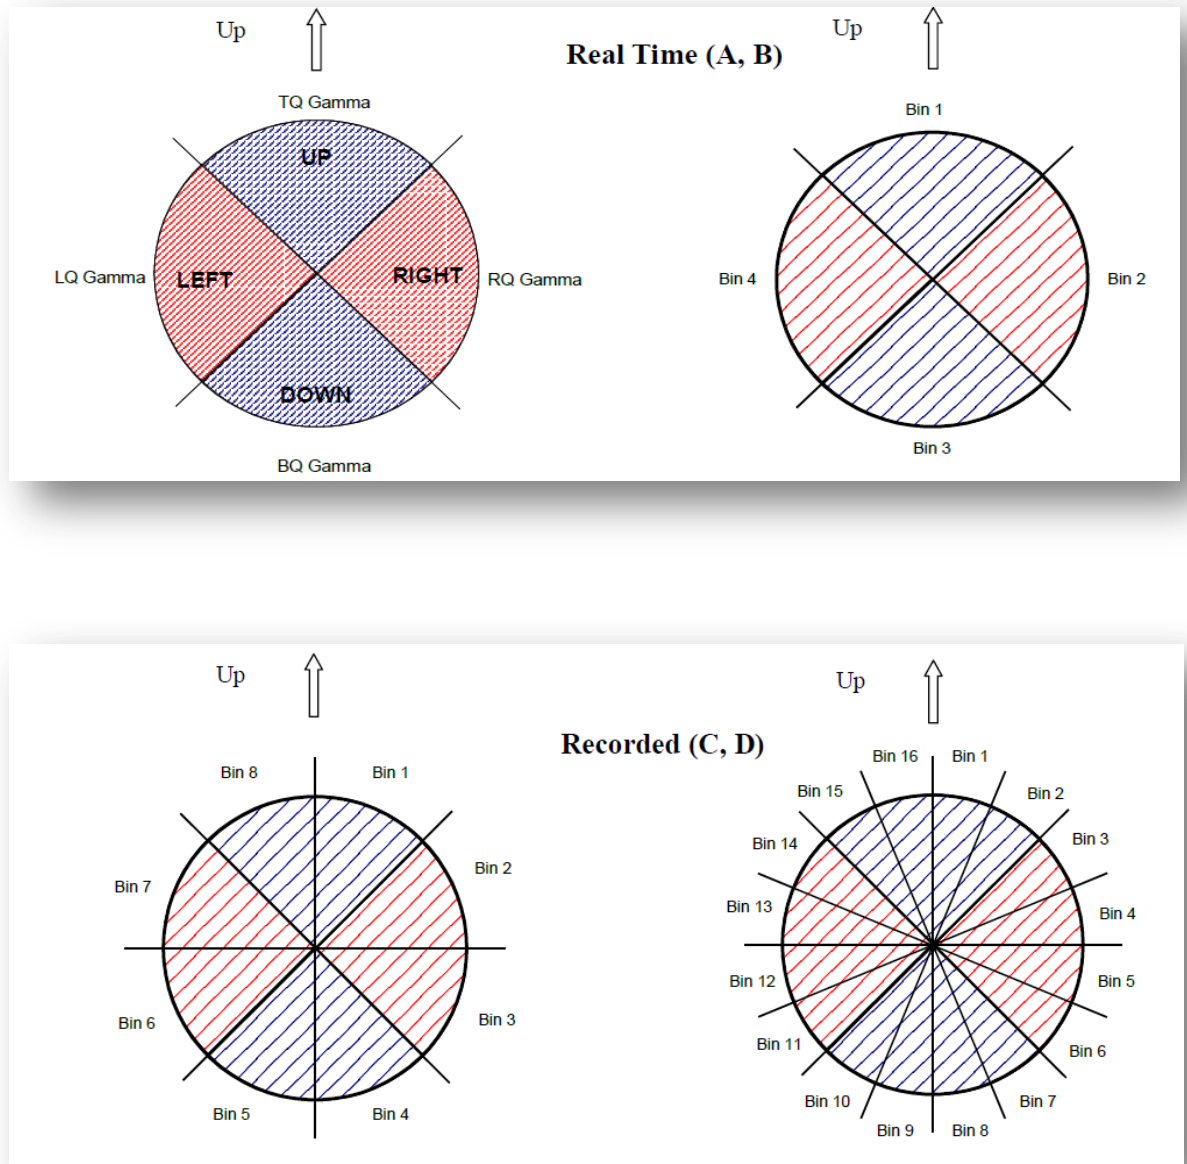 Up
Up
Real Time (A, B)
TQ Gamma
UP
LQ Gamma
LEFT
RIGHT
RQ Gamma
DOWN
BQ Gamma
Bin 1
Bin 4
Bin 2
Bin 3
Up
Up
Recorded (C, D)
Bin 8
Bin 1
Bin 7
Bin 2
Bin 6
Bin 3
Bin 5
Bin 4
Bin 16
Bin 1
Bin 15
Bin 2
Bin 14
Bin 3
Bin 13
Bin 4
Bin 12
Bin 5
Bin 11
Bin 6
Bin 10
Bin 7
Bin 9
Bin 8